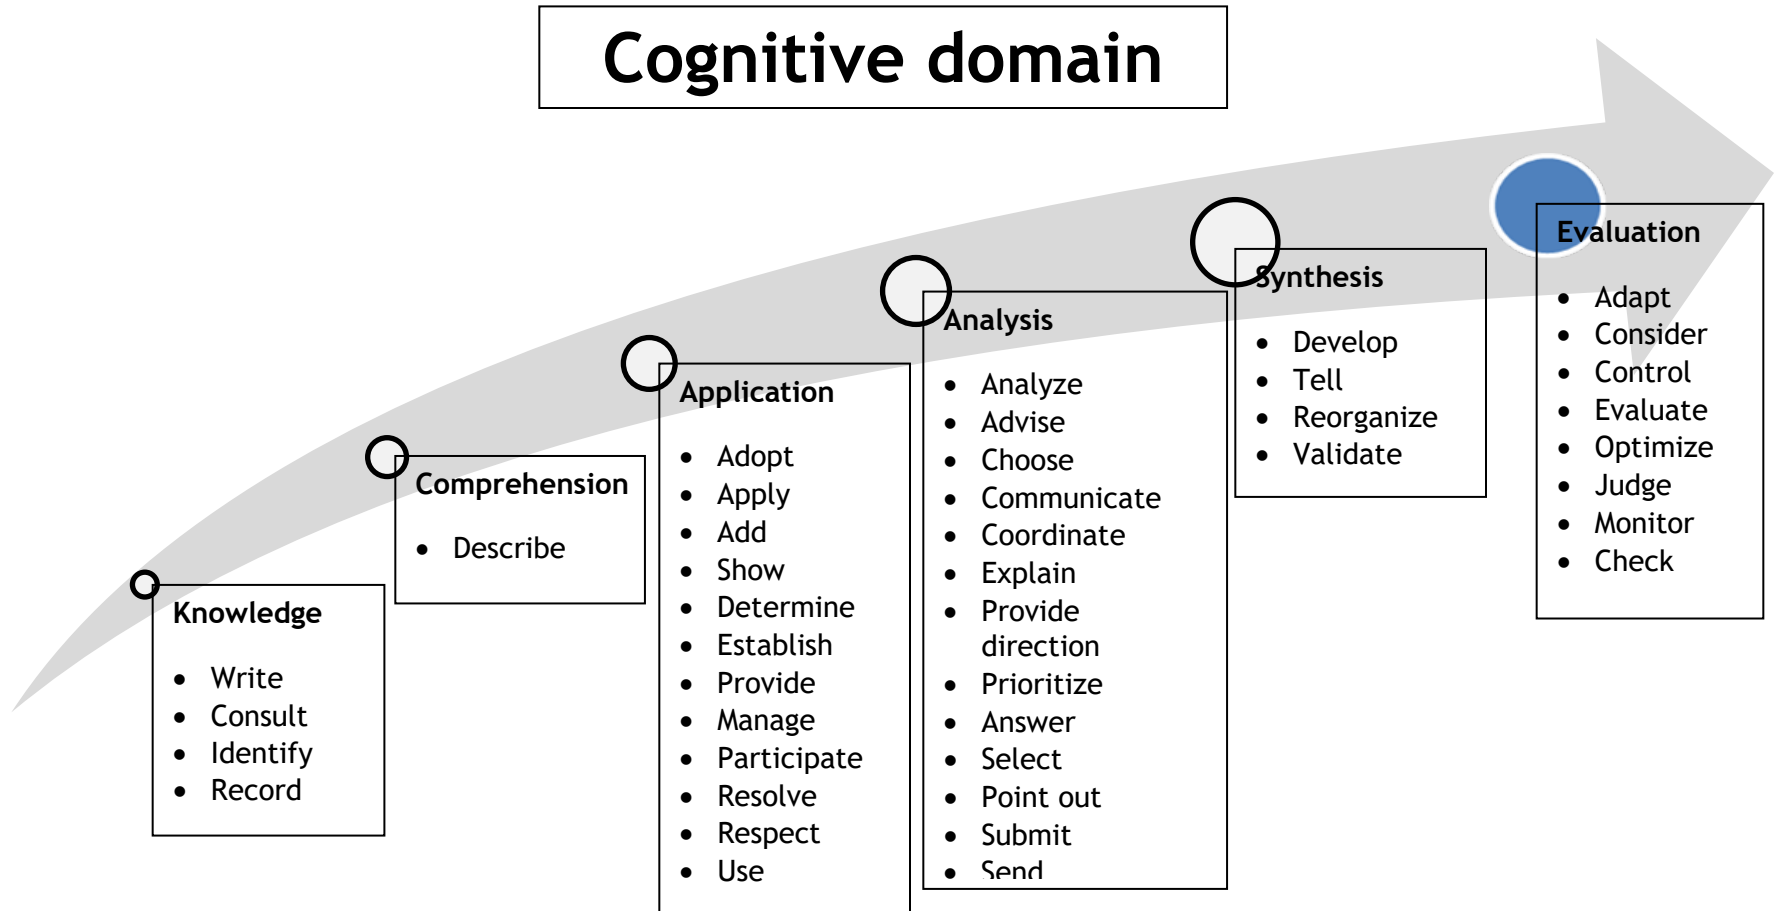 Cognitive domain
Knowledge
• Write
• Consult
• Identify
• Record
Comprehension
• Describe
Application
• Adopt
• Apply
• Add
• Show
• Determine
• Establish
• Provide
• Manage
• Participate
• Resolve
• Respect
• Use
Analysis
• Analyze
• Advise
• Choose
• Communicate
• Coordinate
• Explain
• Provide
direction
• Prioritize
• Answer
• Select
• Point out
• Submit
• Send
Synthesis
• Develop
• Tell
• Reorganize
• Validate
Evaluation
• Adapt
• Consider
• Control
• Evaluate
• Optimize
• Judge
• Monitor
• Check